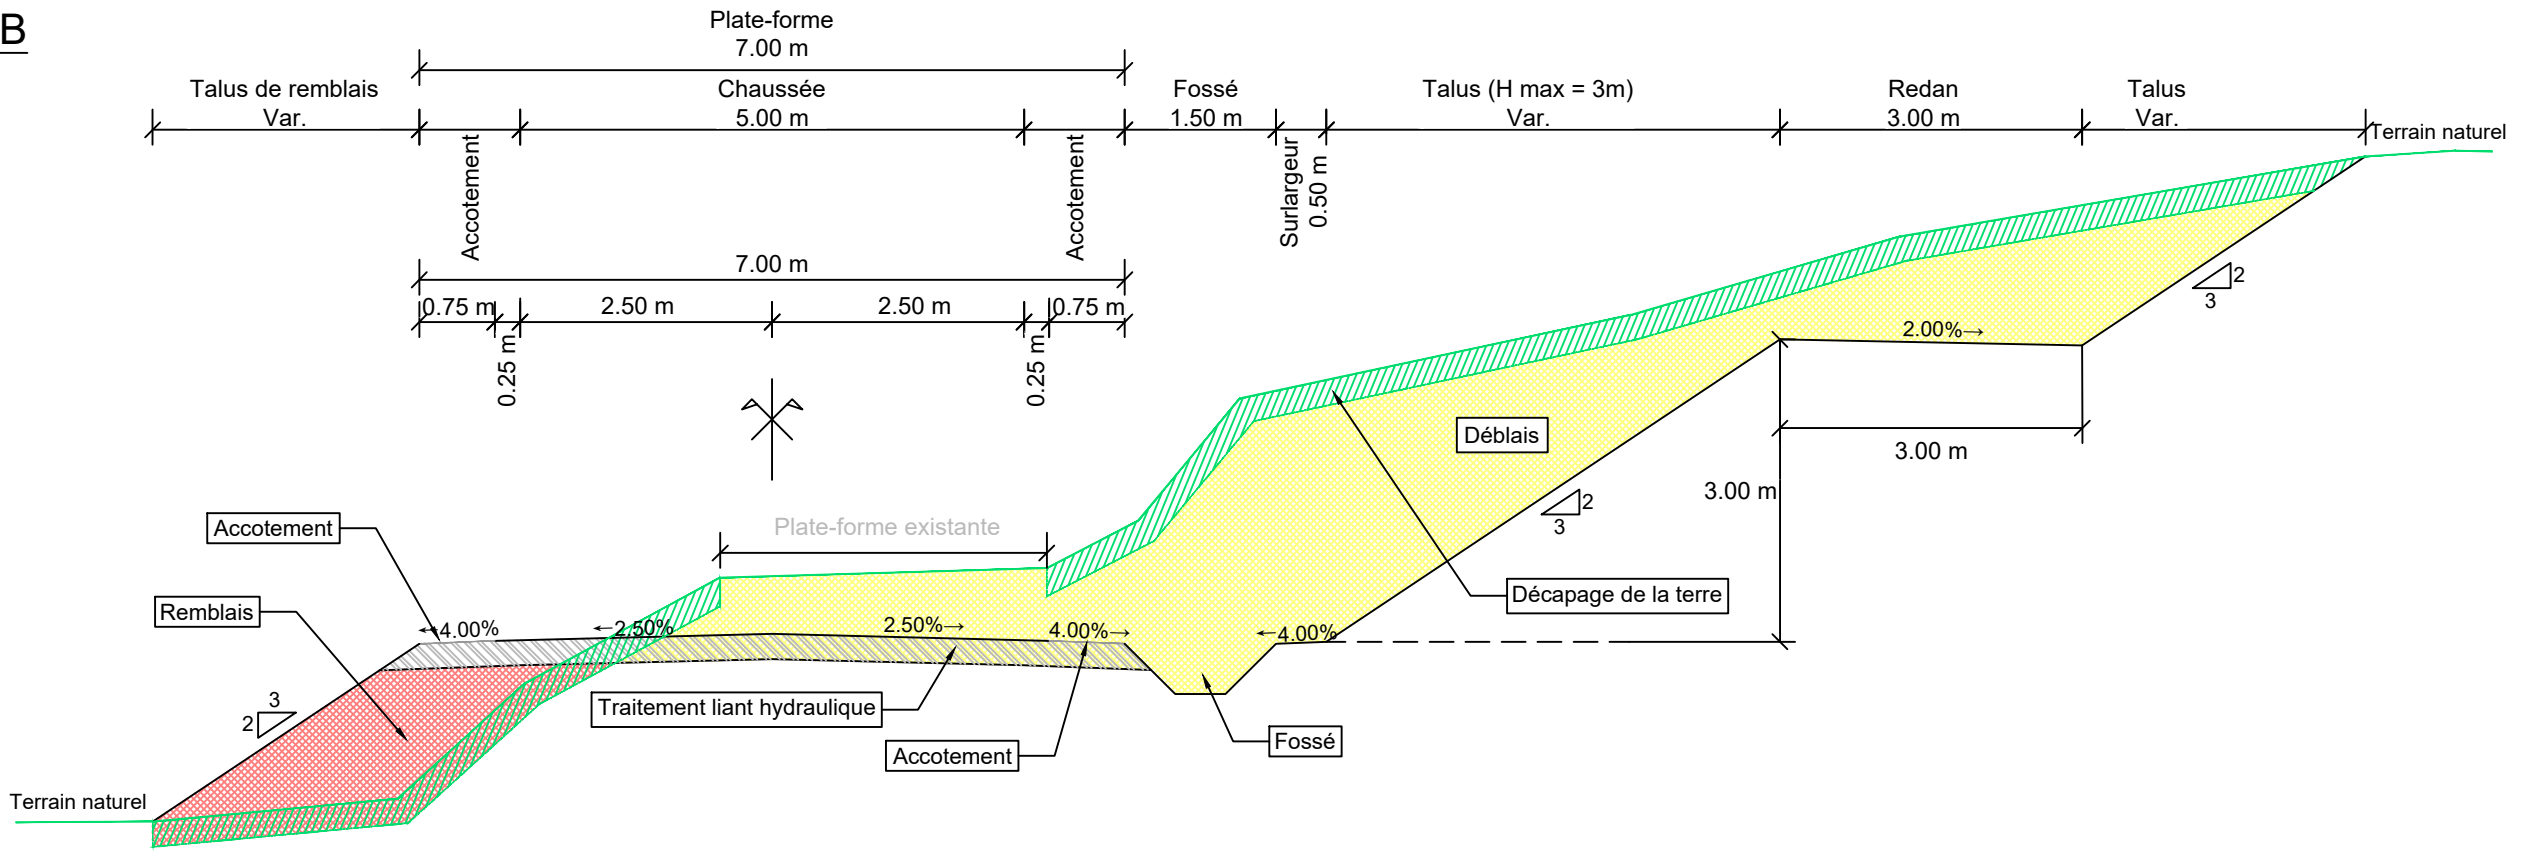 B
Plate-forme
7.00 m
Talus de remblais
Var.
Chaussée
5.00 m
Fossé
1.50 m
Talus (H max = 3m)
Var.
Redan
3.00 m
Talus
Var.
Terrain naturel
Accotement
Accotement
Surlargeur
0.50 m
7.00 m
0.75 m
2.50 m
2.50 m
0.75 m
0.25 m
0.25 m
2
3
2.00%→
Déblais
3.00 m
3.00 m
2
3
Plate-forme existante
Accotement
Remblais
Décapage de la terre
←4.00%
←2.50%
2.50%→
4.00%→
←4.00%
3
2
Traitement liant hydraulique
Accotement
Fossé
Terrain naturel